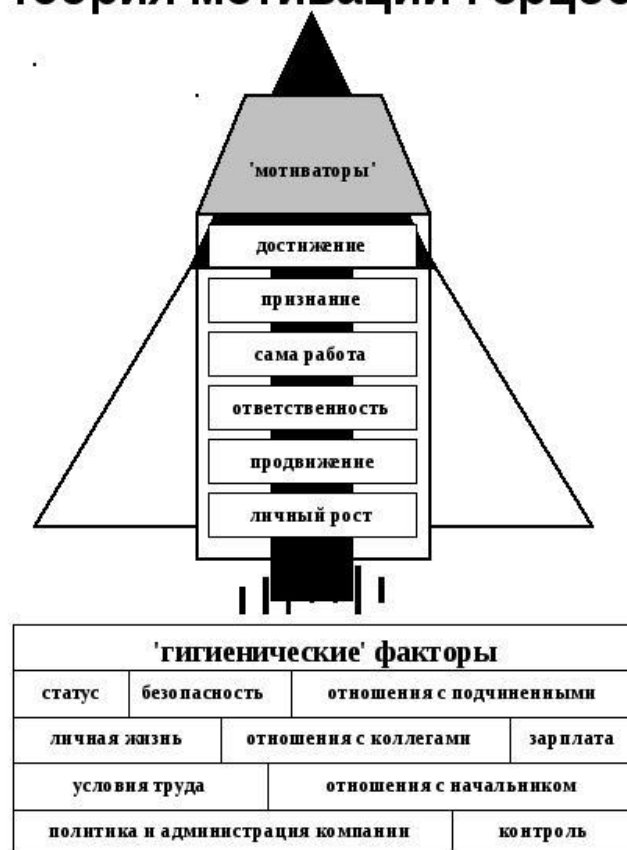 мотивации
'мотиваторы'
достижение
признание
сама работа
ответственность
продвижение
личный рост
'гигиенические' факторы
статус безопасность отношения с подчиненными
личная жизнь отношения с коллегами зарплата
условия труда отношения с начальником
политика и администрация компании контроль